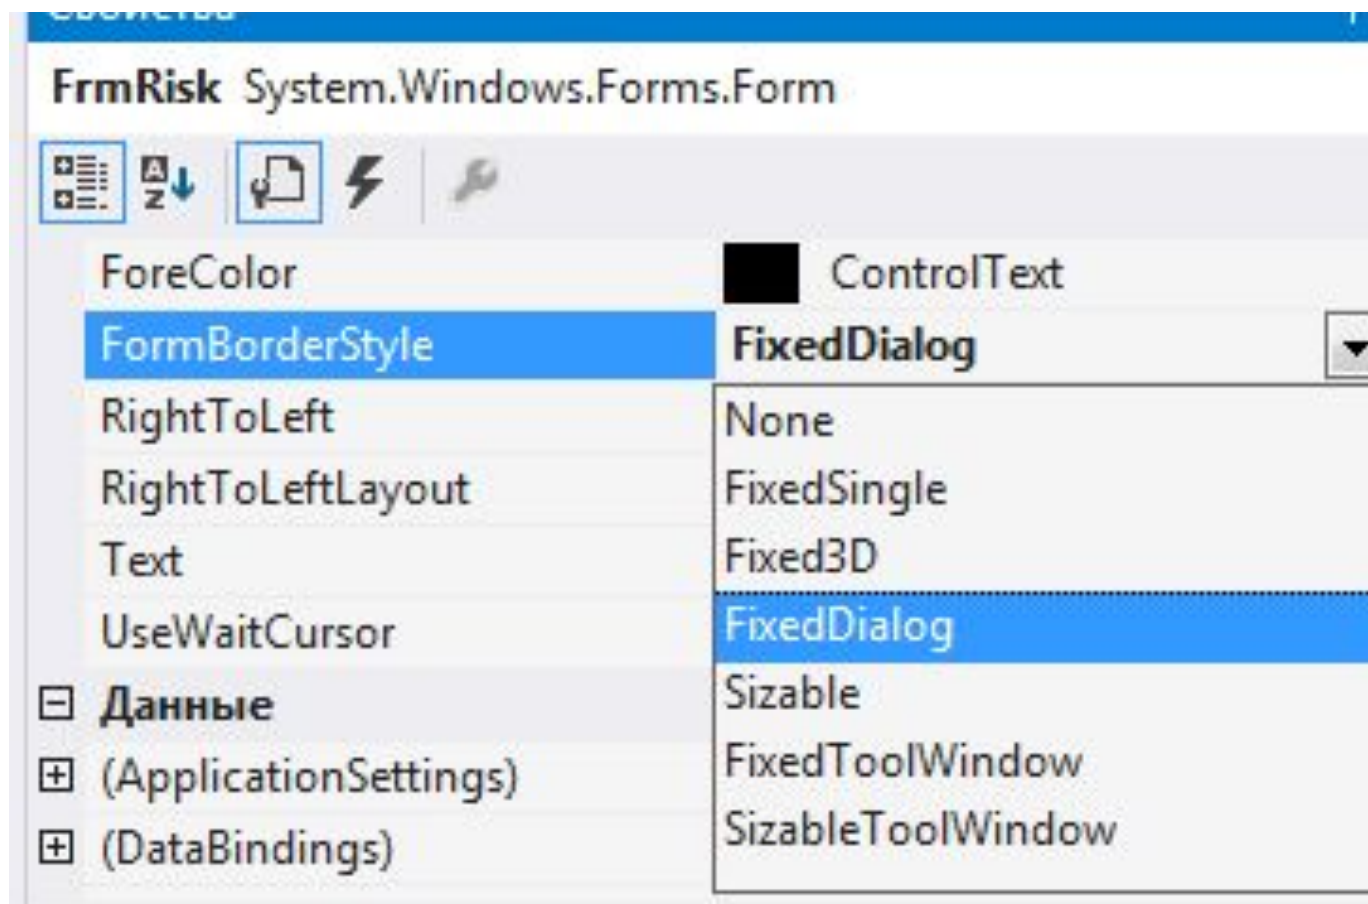 Свойства
FrmRisk System.Windows.Forms.Form
ForeColor ControlText
FormBorderStyle FixedDialog
RightToLeft None
RightToLeftLayout FixedSingle
Text Fixed3D
FixedDialog
UseWaitCursor
Sizable
Данные
(ApplicationSettings) FixedToolWindow
(DataBindings) SizableToolWindow